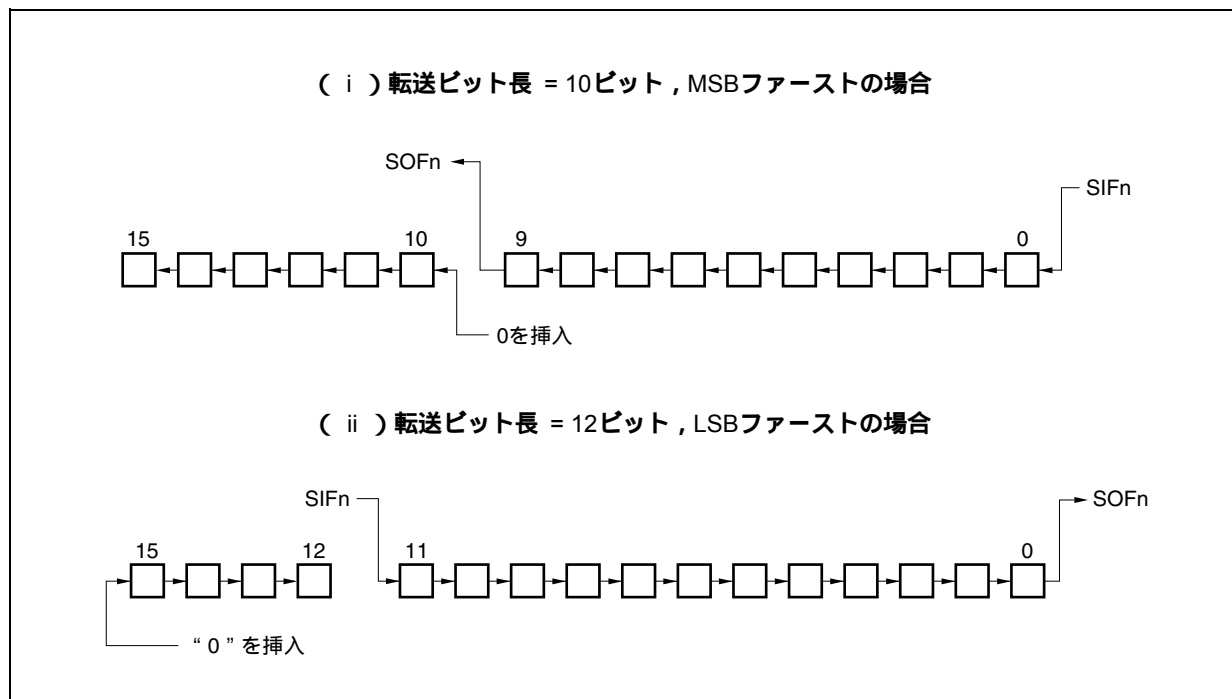 ( i ) 転送ビット長 = 10ビット , MSBファーストの場合
SOFn
SIFn
15 10 9 0
0を挿入
( ii ) 転送ビット長 = 12ビット , LSBファーストの場合
SIFn SOFn
15 12 11 0
“ 0 ” を挿入